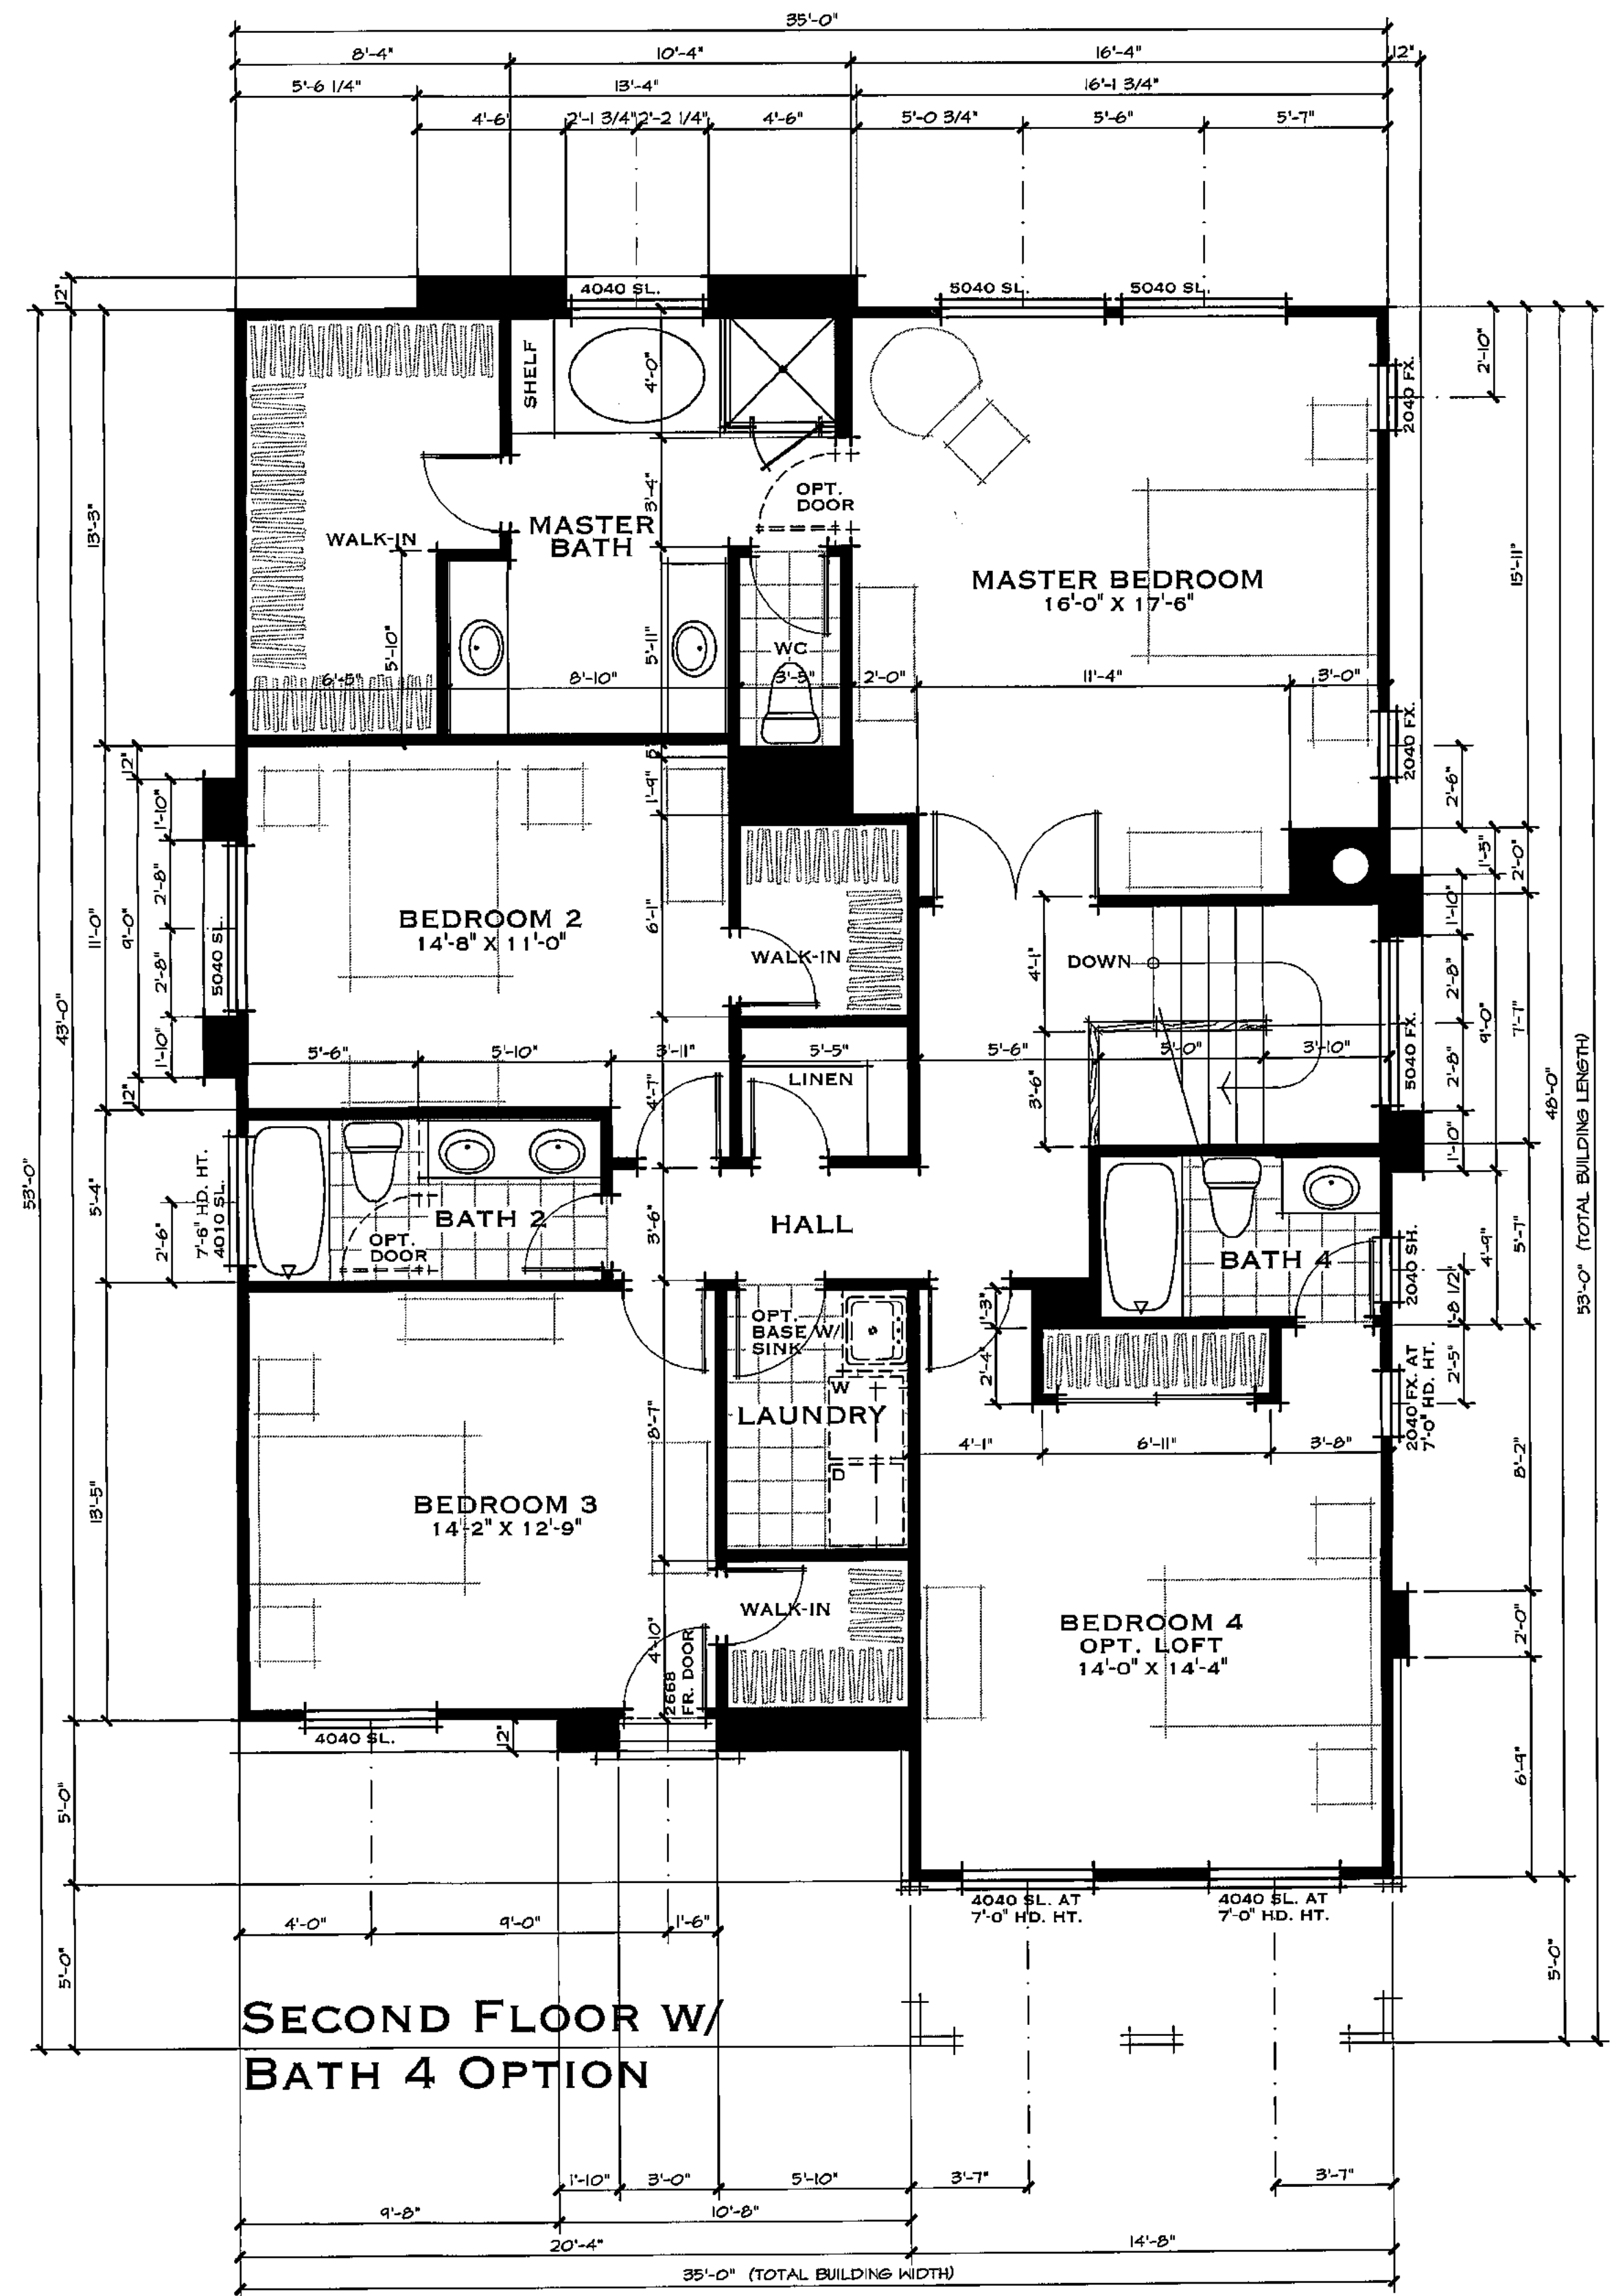 35'-0"
8'-4" 10'-4" 16'-4" 12"
5'-6 1/4" 13'-4" 16'-1 3/4"
4'-6" 2'-1 3/4" 2'-2 1/4" 4'-6" 5'-0 3/4" 5'-6" 5'-7"
12"
4040 SL. 5040 SL. 5040 SL.
SHELF
4'-0"
2040 FX.
2'-10"
OPT.
DOOR
3'-4"
13'-3"
WALK-IN
MASTER
BATH
MASTER BEDROOM
16'-0" X 17'-6"
15'-11"
5'-10"
5'-11"
WC
6'-5" 8'-10" 3'-5" 2'-0" 11'-4" 3'-0"
2040 FX.
12"
5"
1'-9"
2'-6"
1'-10"
1'-5"
2'-0"
2'-8"
BEDROOM 2
14'-8" X 11'-0"
6'-1"
WALK-IN
DOWN
4'-1"
1'-10"
11'-0"
9'-0"
5040 SL.
2'-8"
2'-8"
43'-0"
1'-10"
9'-0"
7'-7"
5'-6" 5'-10" 3'-11" 5'-5" 5'-6" 5'-0" 3'-10"
LINEN
5040 FX.
2'-8"
12"
4'-7"
3'-6"
48'-0"
53'-0" (TOTAL BUILDING LENGTH)
1'-10"
53'-0"
5'-4"
2'-6"
7'-6" HD. HT.
4010 SL.
BATH 2
OPT.
DOOR
3'-6"
HALL
BATH 4
2040 SH.
4'-9"
5'-7"
1'-8 1/2"
OPT.
BASE W/
SINK
1'-3"
2'-4"
2040 FX. AT
7'-0" HD. HT.
2'-5"
W
LAUNDRY
D
8'-7"
4'-1" 6'-11" 3'-8"
8'-2"
13'-5"
BEDROOM 3
14'-2" X 12'-9"
WALK-IN
4'-10"
2668
FR. DOOR
BEDROOM 4
OPT. LOFT
14'-0" X 14'-4"
2'-0"
4040 SL.
12"
6'-9"
5'-0"
4040 SL. AT
7'-0" HD. HT.
4040 SL. AT
7'-0" HD. HT.
4'-0" 9'-0" 1'-6"
5'-0"
5'-0"
SECOND FLOOR W/
BATH 4 OPTION
1'-10" 3'-0" 5'-10" 3'-7" 3'-7"
9'-8" 10'-8"
20'-4" 14'-8"
35'-0" (TOTAL BUILDING WIDTH)